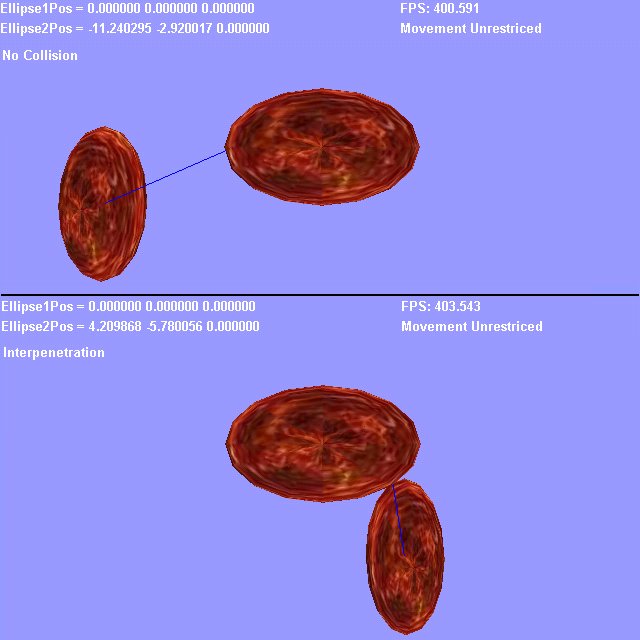 Ellipse1Pos = 0.000000 0.000000 0.000000 FPS: 400.591
Ellipse2Pos = -11.240295 -2.920017 0.000000 Movement Unrestriced
No Collision
Ellipse1Pos = 0.000000 0.000000 0.000000 FPS: 403.543
Ellipse2Pos = 4.209868 -5.780056 0.000000 Movement Unrestriced
Interpenetration